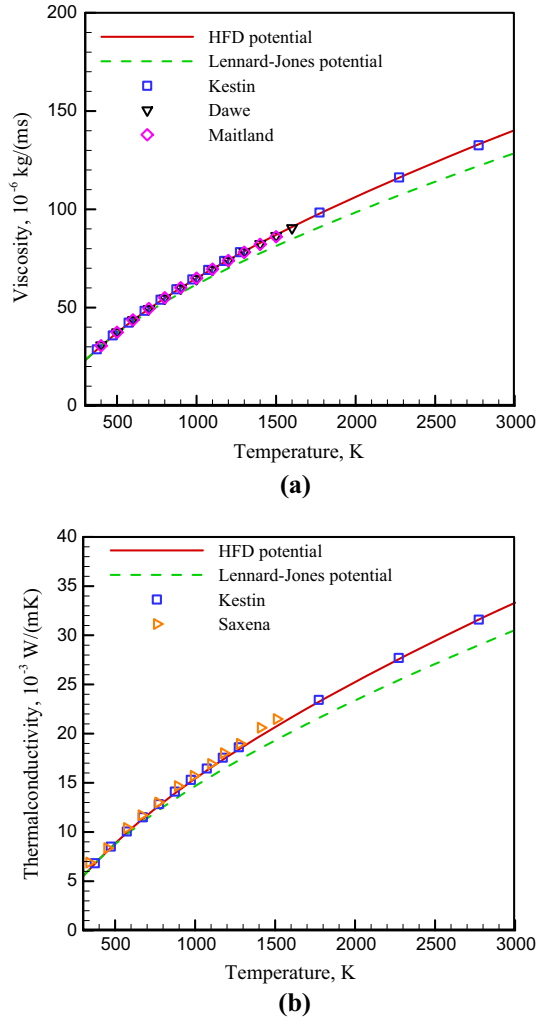 200
150
100
50
0
Viscosity, 10⁻⁶ kg/(ms)
HFD potential
Lennard-Jones potential
Kestin
Dawe
Maitland
500 1000 1500 2000 2500 3000
Temperature, K
(a)
40
35
30
25
20
15
10
5
0
Thermalconductivity, 10⁻³ W/(mK)
HFD potential
Lennard-Jones potential
Kestin
Saxena
500 1000 1500 2000 2500 3000
Temperature, K
(b)